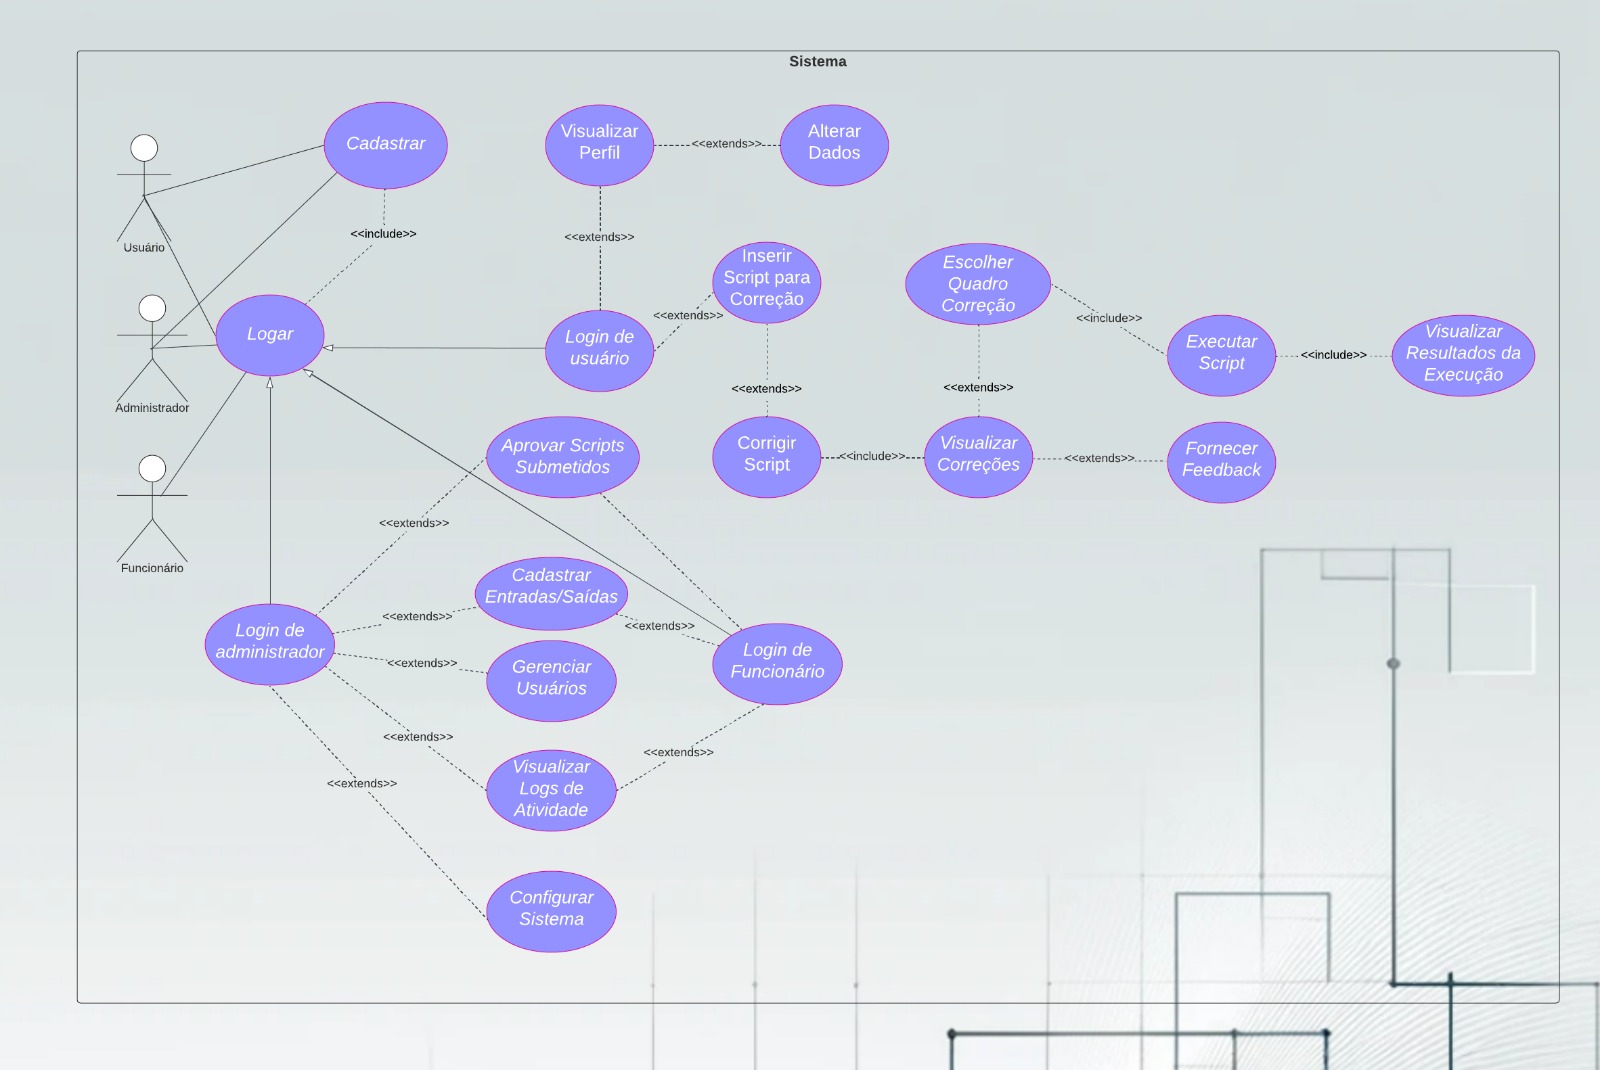 Sistema
Cadastrar
Visualizar
Perfil
<<extends>>
Alterar
Dados
Usuário
<<include>>
<<extends>>
Inserir
Script para
Correção
Escolher
Quadro
Correção
Administrador
Logar
Login de
usuário
<<extends>>
<<include>>
Executar
Script
<<include>>
Visualizar
Resultados da
Execução
<<extends>>
<<extends>>
Funcionário
Aprovar Scripts
Submetidos
Corrigir
Script
<<include>>
Visualizar
Correções
<<extends>>
Fornecer
Feedback
<<extends>>
Cadastrar
Entradas/Saídas
<<extends>>
<<extends>>
Login de
administrador
<<extends>>
Gerenciar
Usuários
Login de
Funcionário
<<extends>>
Visualizar
Logs de
Atividade
<<extends>>
<<extends>>
Configurar
Sistema